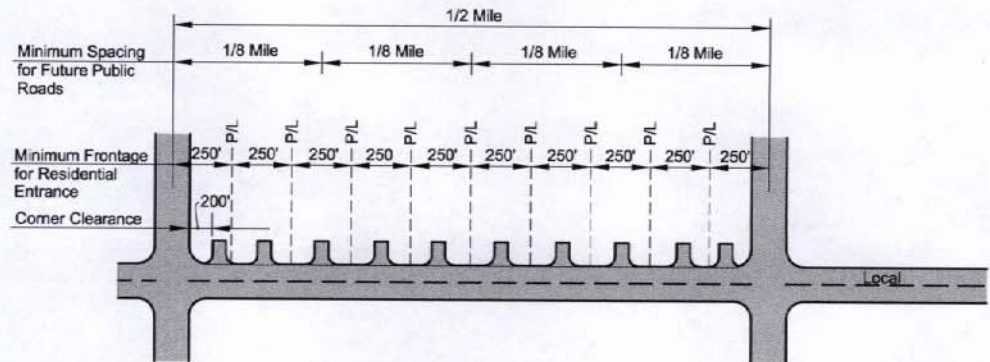 1/2 Mile
Minimum Spacing
for Future Public
Roads
1/8 Mile
1/8 Mile
1/8 Mile
1/8 Mile
P/L
P/L
P/L
P/L
P/L
P/L
P/L
P/L
P/L
Minimum Frontage
for Residential
Entrance
250'
250'
250'
250
250'
250'
250'
250'
250'
250'
Corner Clearance
200'
Local